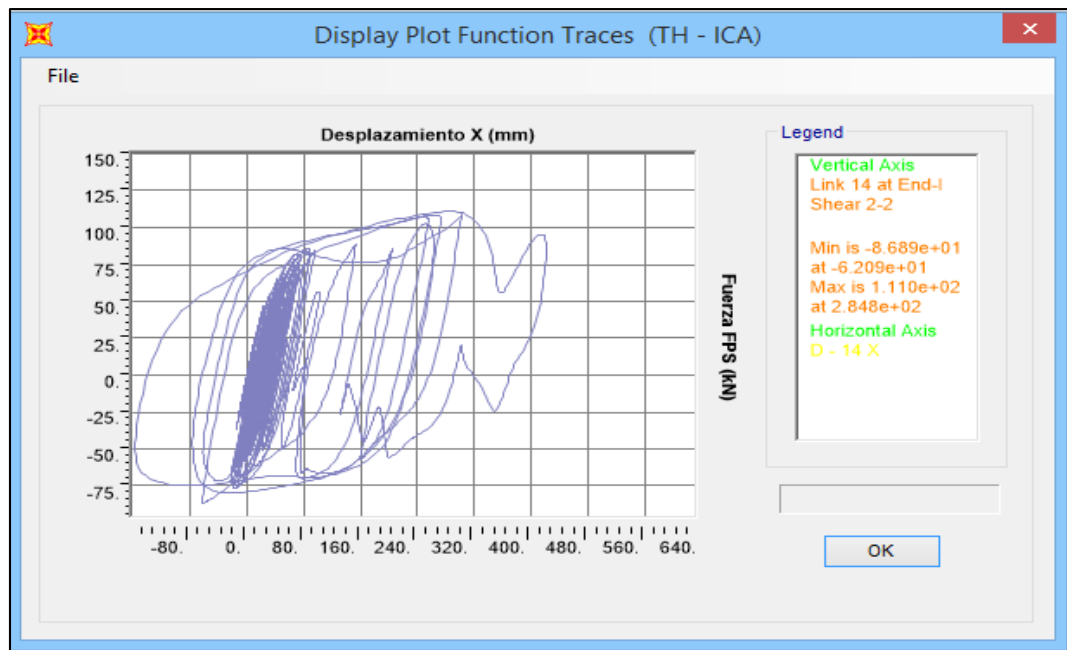 Display Plot Function Traces (TH - ICA)
File
Desplazamiento X (mm)
150.
125.
100.
75.
50.
25.
0.
-25.
-50.
-75.
-80. 0. 80. 160. 240. 320. 400. 480. 560. 640.
Fuerza FPS (kN)
Legend
Vertical Axis
Link 14 at End-I
Shear 2-2
Min is -8.689e+01
at -6.209e+01
Max is 1.110e+02
at 2.848e+02
Horizontal Axis
D - 14 X
OK